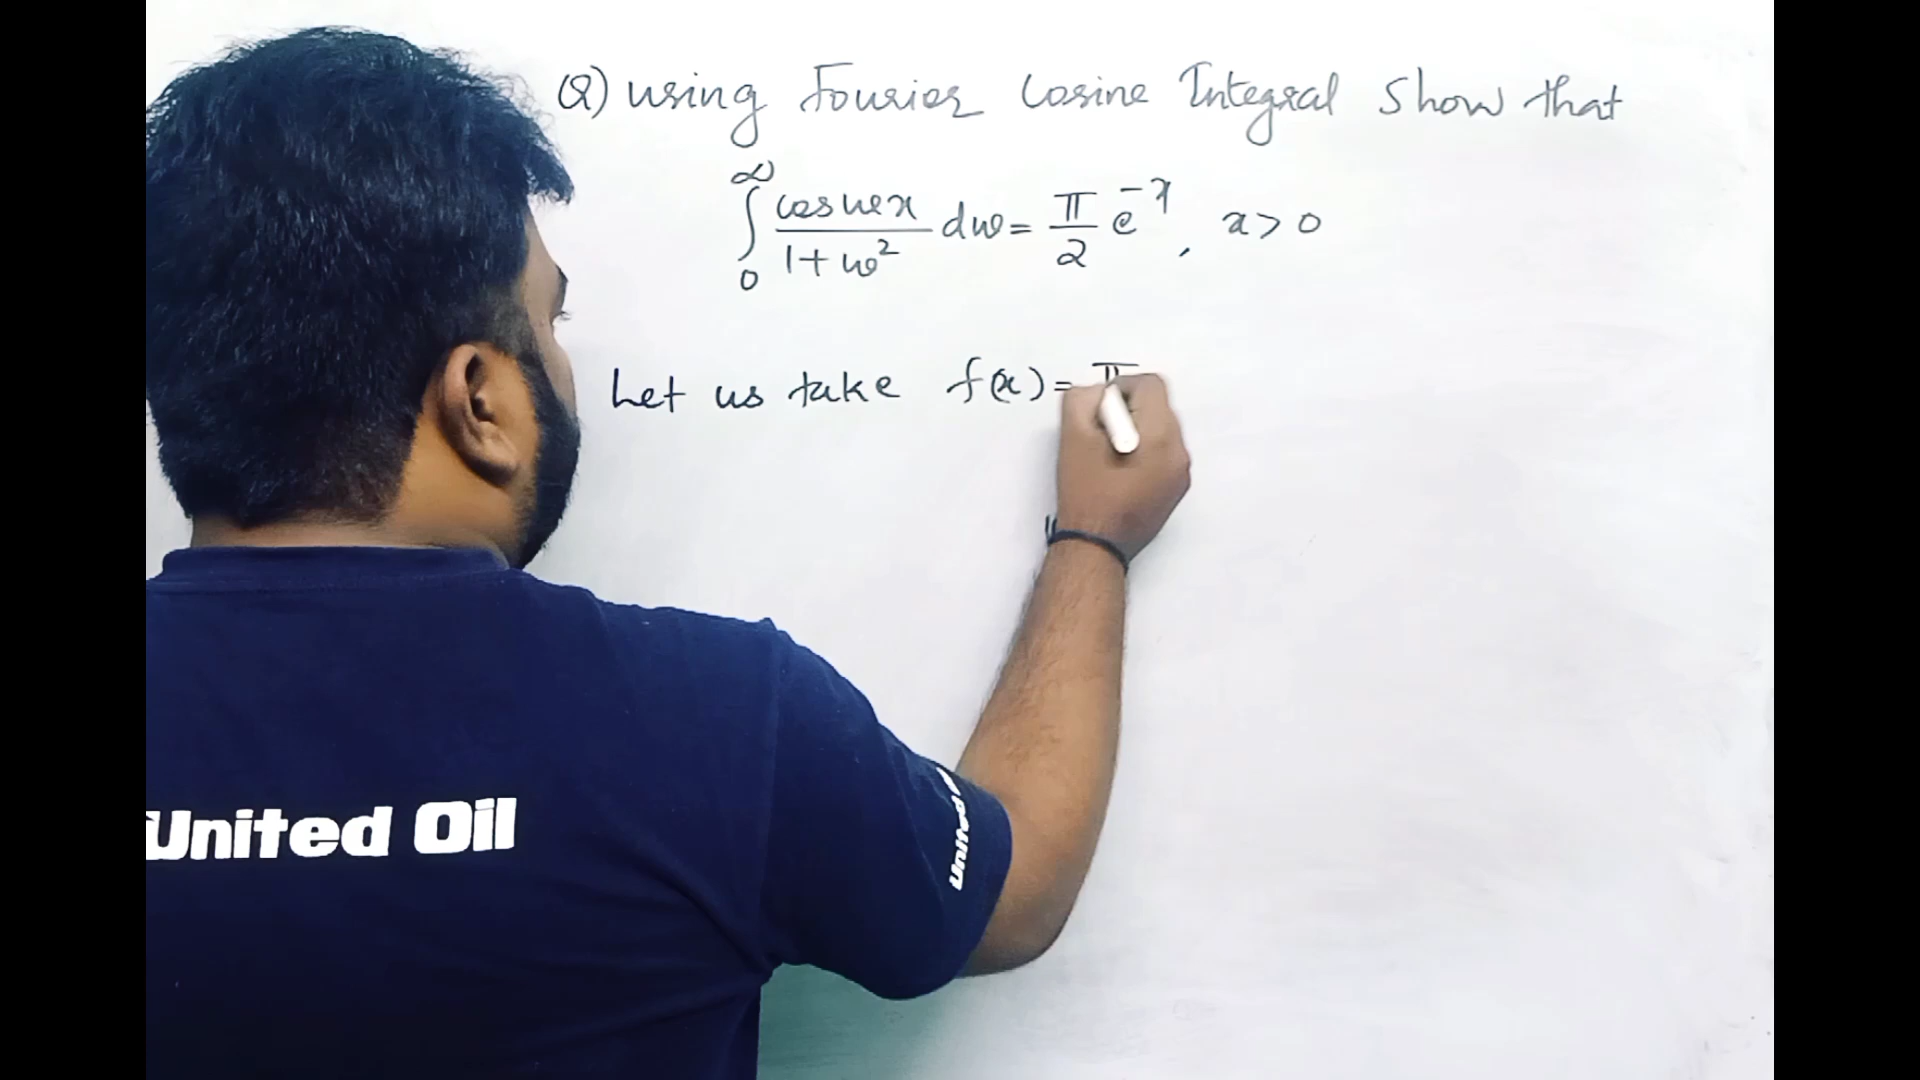 Q) using Fourier Cosine Integral Show that
∞∫0 cos wx / 1+w² dw = π/2 e^-x, x>0
Let us take f(x) = π
United Oil
United